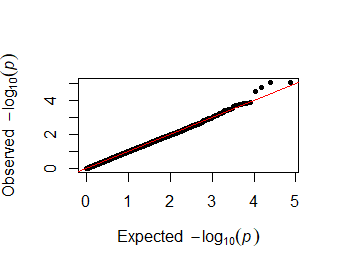 Observed −log10(p)
4
2
0
0 1 2 3 4 5
Expected −log10(p)